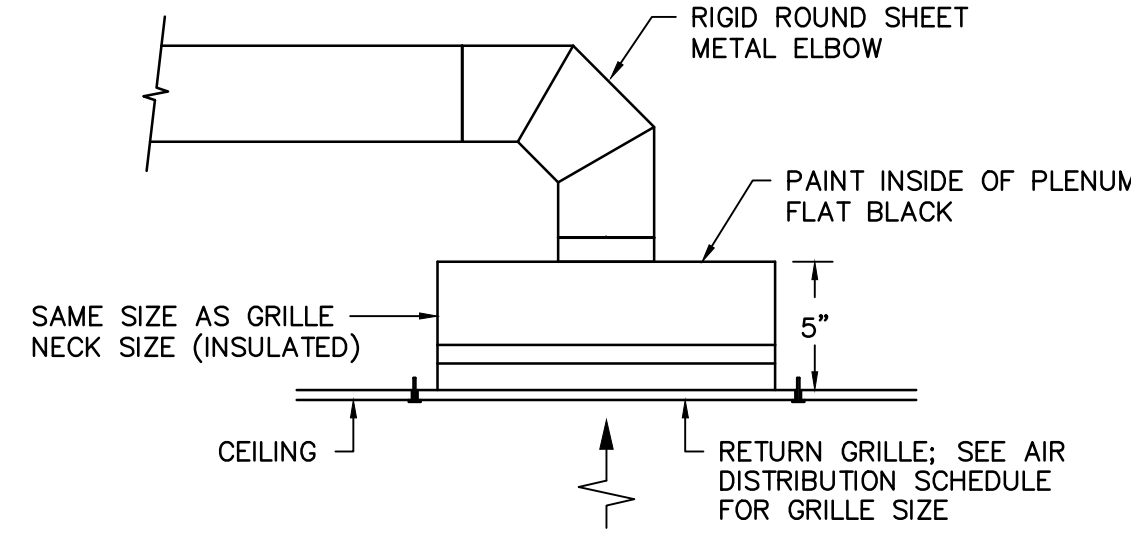 RIGID ROUND SHEET
METAL ELBOW
PAINT INSIDE OF PLENUM
FLAT BLACK
SAME SIZE AS GRILLE
NECK SIZE (INSULATED)
5”
CEILING
RETURN GRILLE; SEE AIR
DISTRIBUTION SCHEDULE
FOR GRILLE SIZE